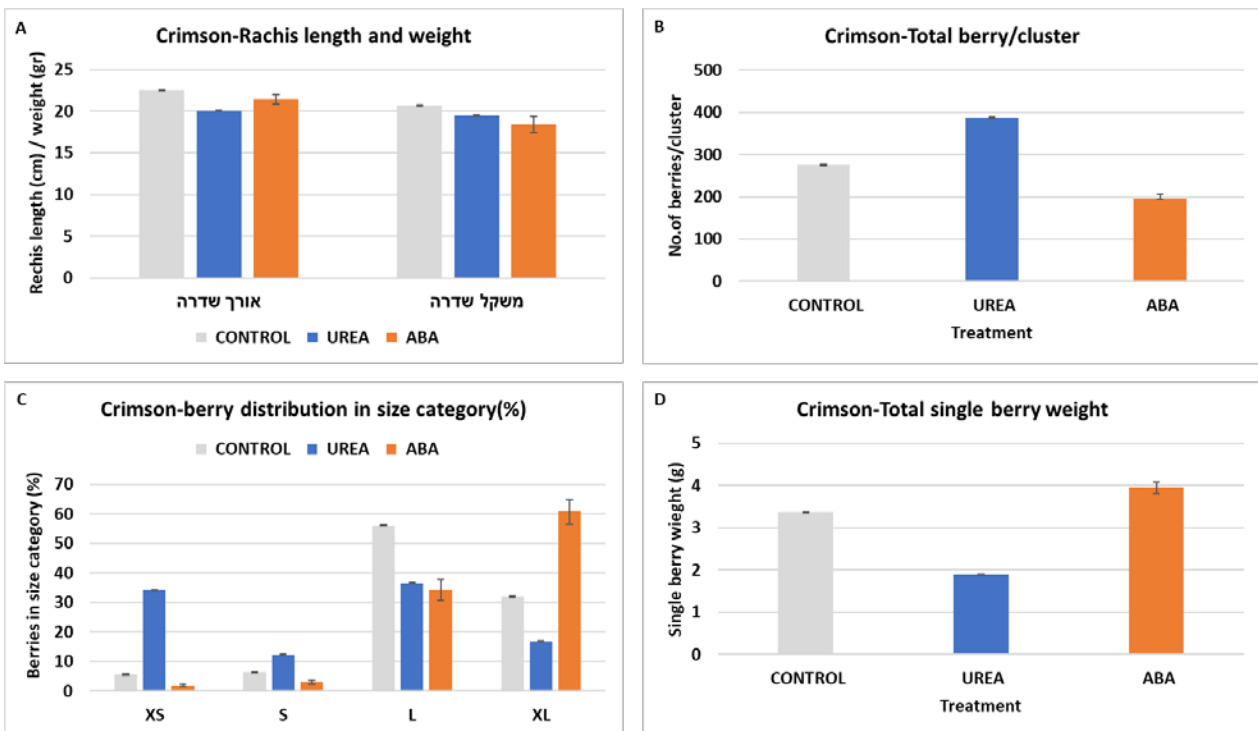 A
Crimson-Rachis length and weight
Rechis length (cm) / weight (gr)
25
20
15
10
5
0
אורך שדרה משקל שדרה
CONTROL UREA ABA
B
Crimson-Total berry/cluster
No.of berries/cluster
500
400
300
200
100
0
CONTROL UREA ABA
Treatment
C
Crimson-berry distribution in size category(%)
CONTROL UREA ABA
Berries in size category (%)
70
60
50
40
30
20
10
0
XS S L XL
D
Crimson-Total single berry weight
Single berry wieght (g)
5
4
3
2
1
0
CONTROL UREA ABA
Treatment